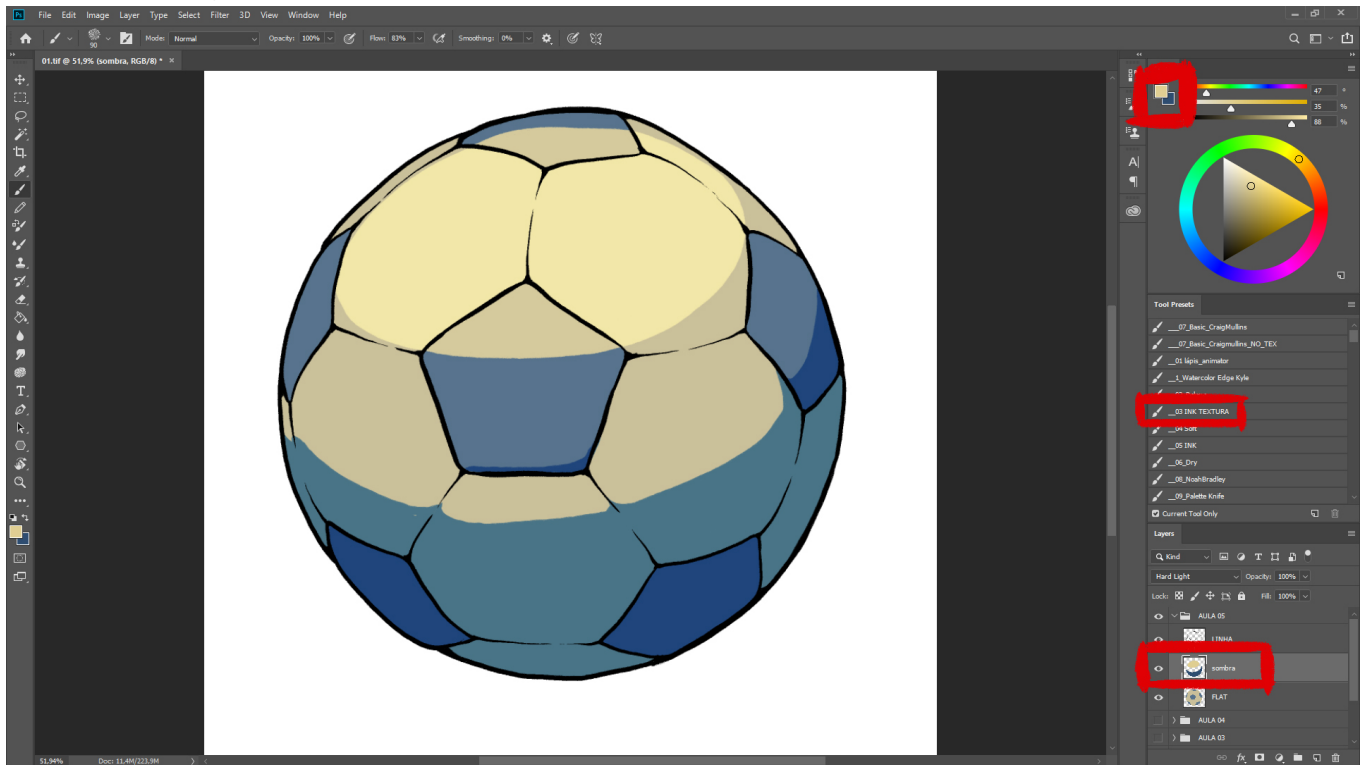 Ps File Edit Image Layer Type Select Filter 3D View Window Help
90 Mode: Normal Opacity: 100% Flow: 83% Smoothing: 0%
01.tif @ 51,9% (sombra, RGB/8) * ×
47 °
35 %
88 %
Tool Presets
__07_Basic_CraigMullins
__07_Basic_Craigmullins_NO_TEX
__01 lápis_animator
__1_Watercolor Edge Kyle
__03 INK TEXTURA
__04 Soft
__05 INK
__06_Dry
__08_NoahBradley
__09_Palette Knife
Current Tool Only
Layers
Kind
Hard Light Opacity: 100%
Lock: Fill: 100%
AULA 05
LINHA
sombra
FLAT
AULA 04
AULA 03
fx
51,94% Doc: 11,4M/223,9M